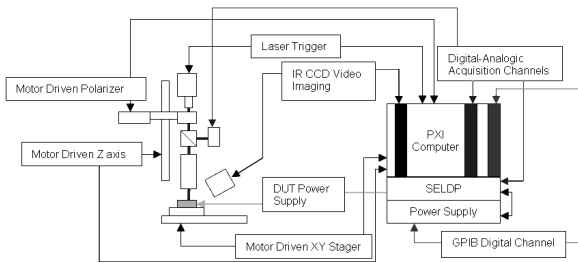 Laser Trigger
Digital-Analogic
Acquisition Channels
IR CCD Video
Imaging
Motor Driven Polarizer
PXI
Computer
Motor Driven Z axis
DUT Power
Supply
SELDP
Power Supply
Motor Driven XY Stager
GPIB Digital Channel